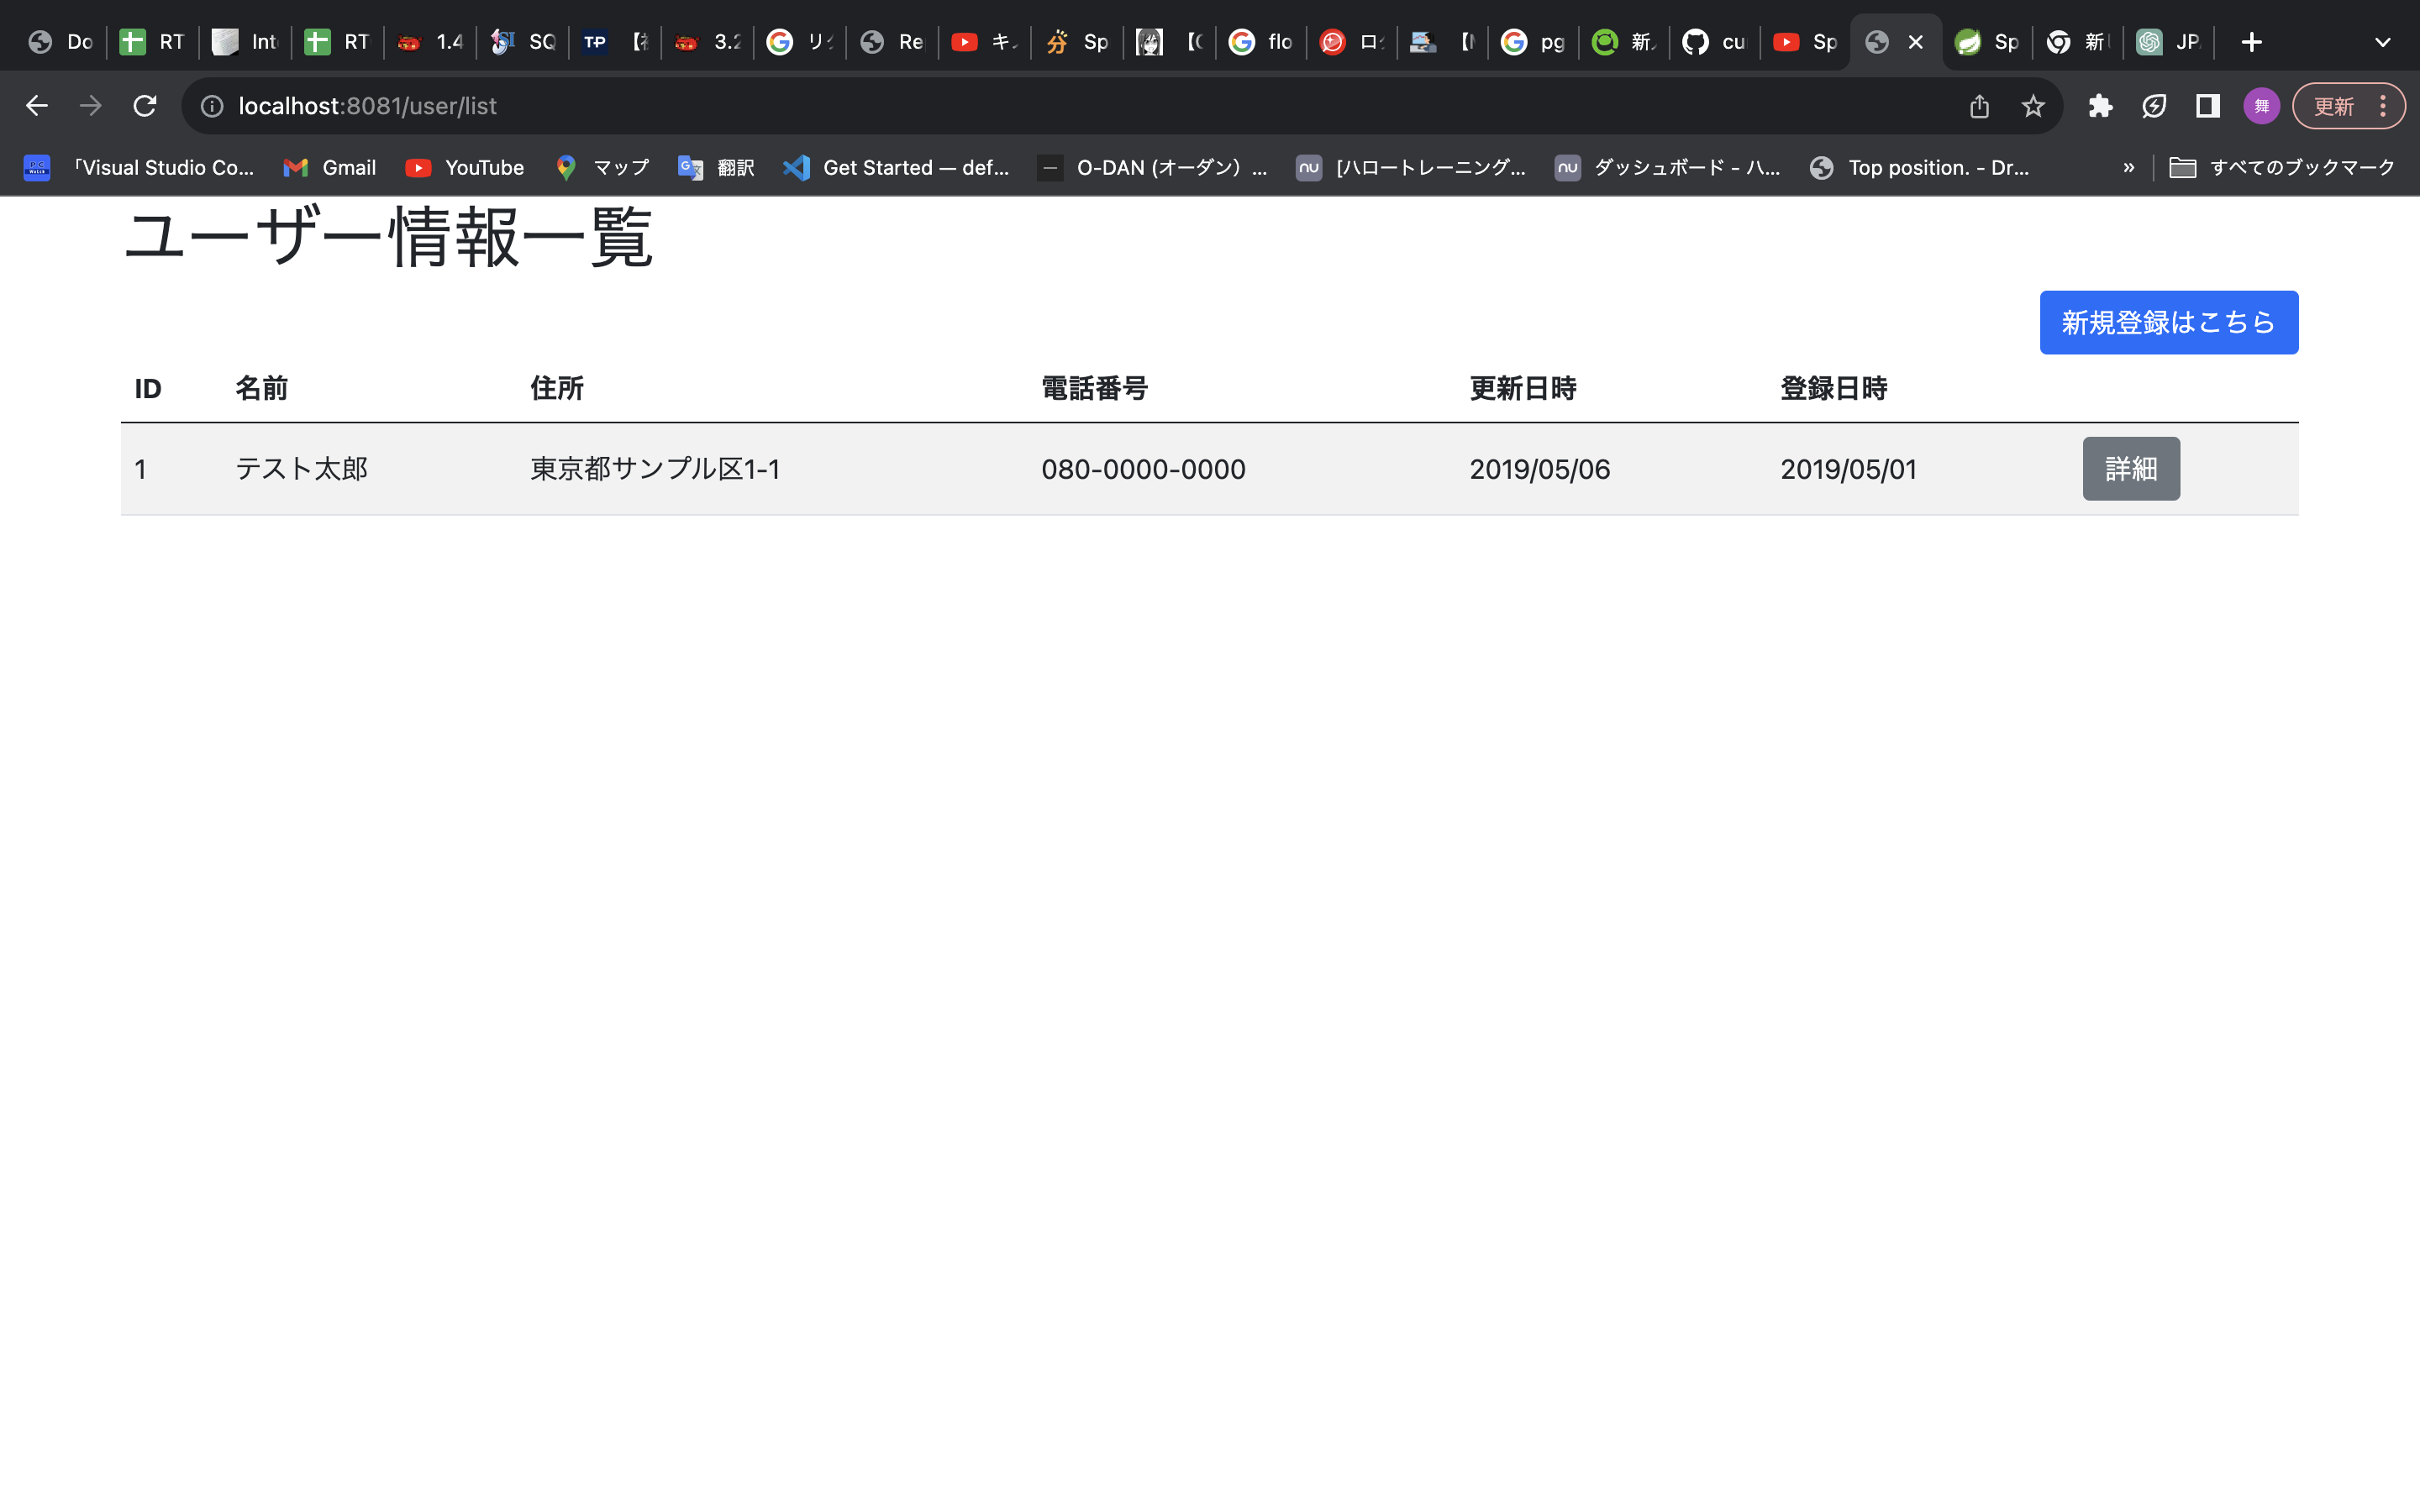 Do RT Int RT 1.4 SQ T-P 3.2 Re キ Sp flo pg 新 cu Sp Sp 新 JP
localhost:8081/user/list 舞 更新
「Visual Studio Co... Gmail YouTube マップ 翻訳 Get Started — def... O-DAN (オーダン) ... [ハロートレーニング... ダッシュボード - ハ... Top position. - Dr... » すべてのブックマーク
ユーザー情報一覧
新規登録はこちら
ID 名前 住所 電話番号 更新日時 登録日時
1 テスト太郎 東京都サンプル区1-1 080-0000-0000 2019/05/06 2019/05/01 詳細